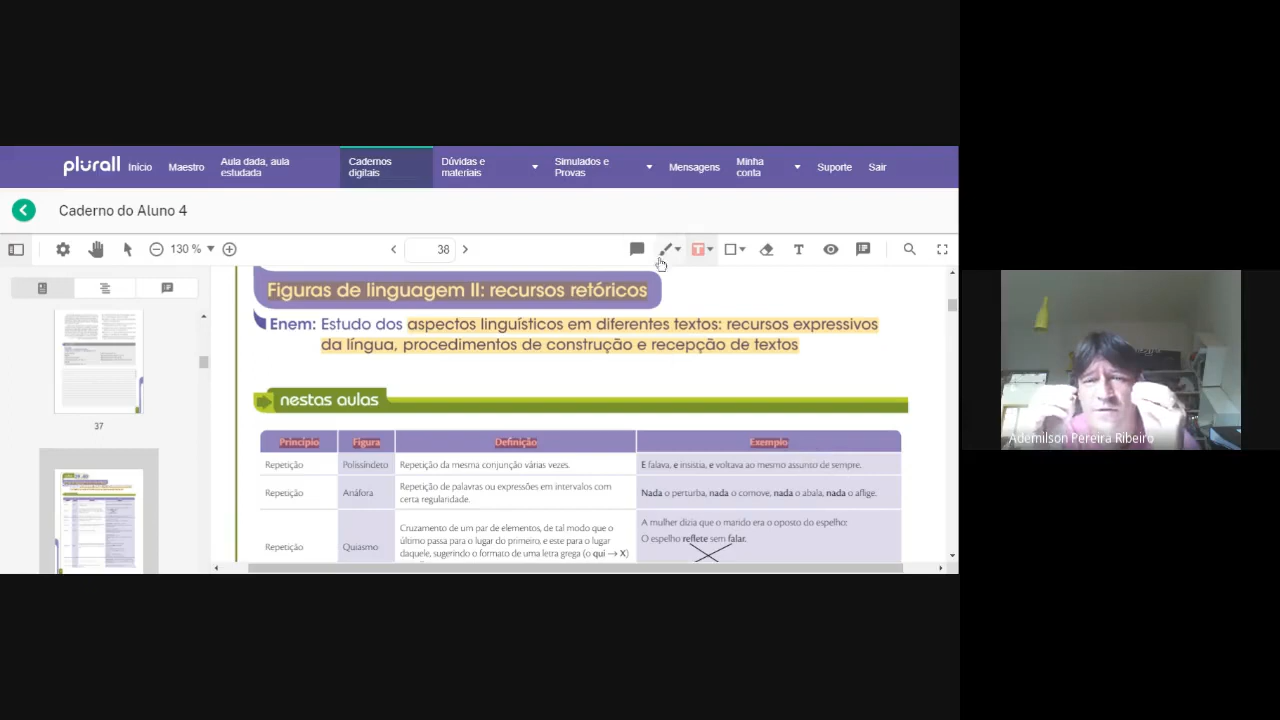 plurall Início Maestro Aula dada, aula estudada Cadernos digitais Dúvidas e materiais Simulados e Provas Mensagens Minha conta Suporte Sair
Caderno do Aluno 4
130 % 38
Figuras de linguagem II: recursos retóricos
Enem: Estudo dos aspectos linguísticos em diferentes textos: recursos expressivos
da língua, procedimentos de construção e recepção de textos
nestas aulas
37
Princípio Figura Definição Exemplo
Repetição Polissíndeto Repetição da mesma conjunção várias vezes. E falava, e insistia, e voltava ao mesmo assunto de sempre.
Repetição Anáfora Repetição de palavras ou expressões em intervalos com
certa regularidade.
Nada o perturba, nada o comove, nada o abala, nada o aflige.
Repetição Quiasmo Cruzamento de um par de elementos, de tal modo que o
último passa para o lugar do primeiro, e este para o lugar
daquele, sugerindo o formato de uma letra grega (o qui → X)
A mulher dizia que o marido era o oposto do espelho:
O espelho reflete sem falar.
Ademilson Pereira Ribeiro